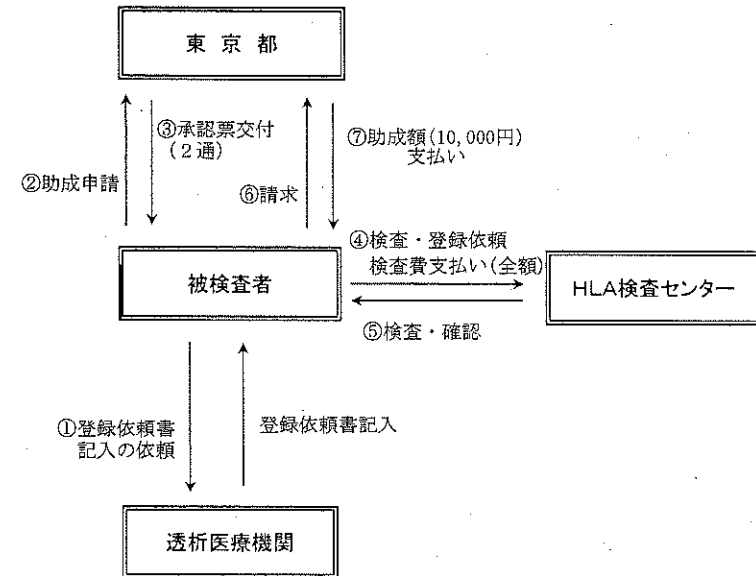 東京都
③承認票交付
(2通)
⑦助成額(10,000円)
支払い
②助成申請
⑥請求
④検査・登録依頼
検査費支払い(全額)
被検査者
HLA検査センター
⑤検査・確認
①登録依頼書
記入の依頼
登録依頼書記入
透析医療機関